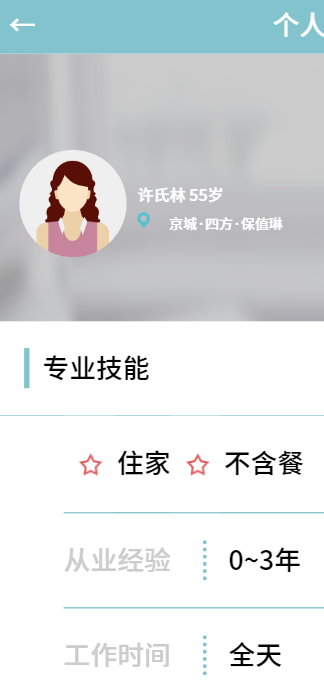 个人
许氏林 55岁
京城·四方·保值琳
专业技能
住家 不含餐
从业经验 0~3年
工作时间 全天